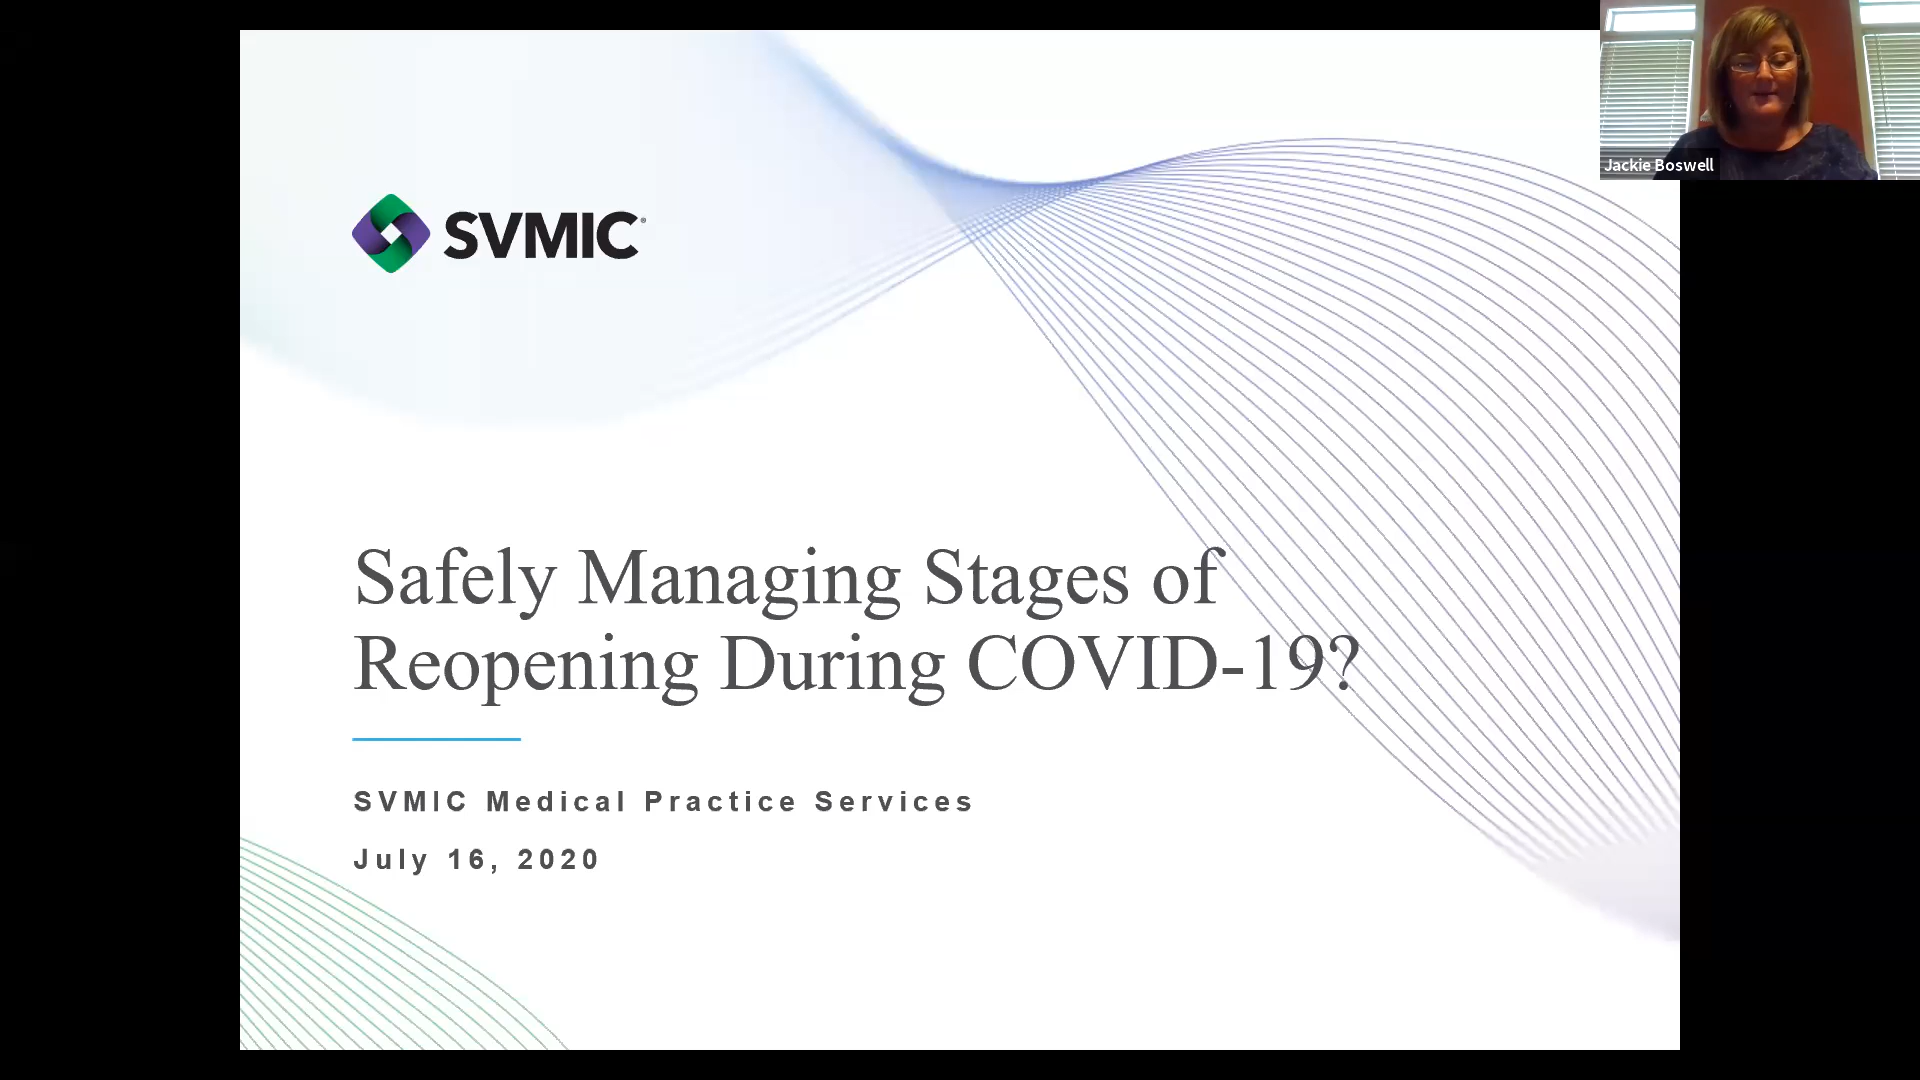 Jackie Boswell
SVMIC®
Safely Managing Stages of
Reopening During COVID-19?
SVMIC Medical Practice Services
July 16, 2020